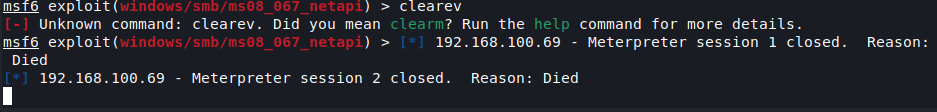 msf6 exploit(windows/smb/ms08_067_netapi) > clearev
[-] Unknown command: clearev. Did you mean clearm? Run the help command for more details.
msf6 exploit(windows/smb/ms08_067_netapi) > [*] 192.168.100.69 - Meterpreter session 1 closed.  Reason:
 Died
[*] 192.168.100.69 - Meterpreter session 2 closed.  Reason: Died